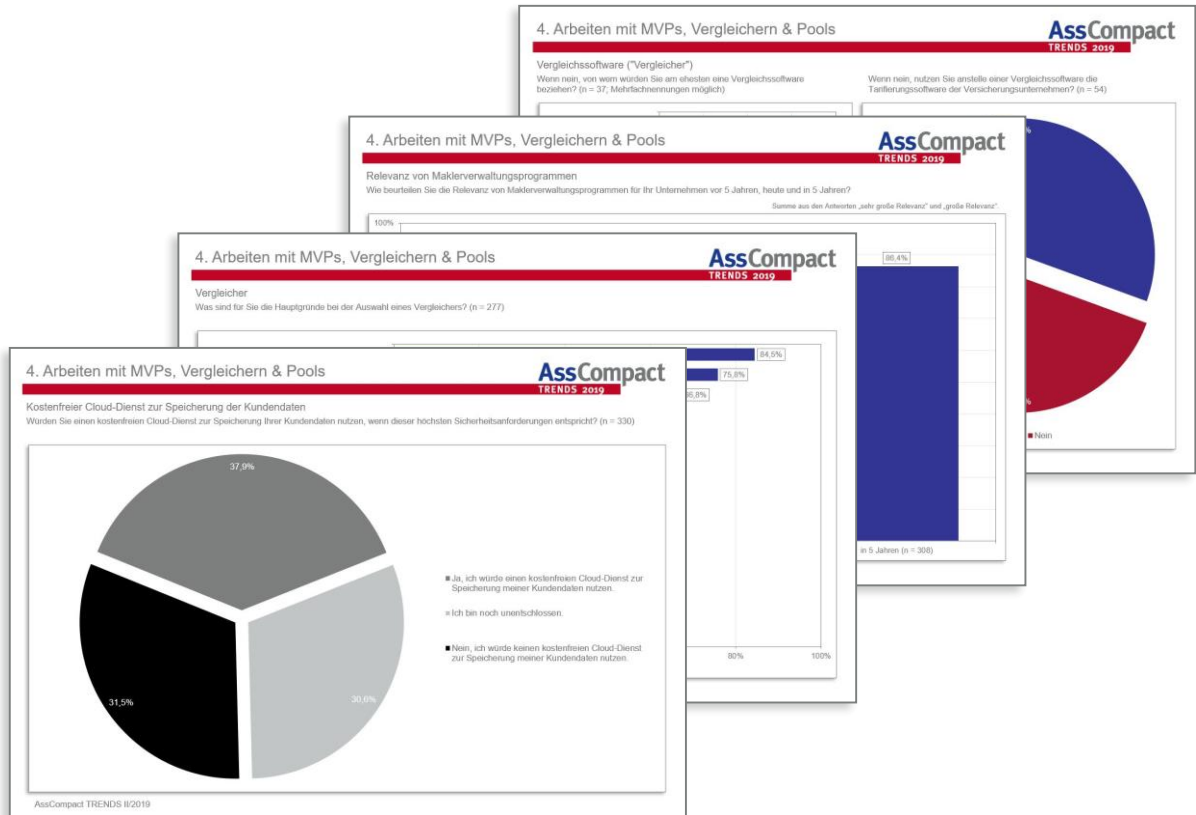 4. Arbeiten mit MVPs, Vergleichern & Pools
AssCompact
TRENDS 2019
Vergleichssoftware ("Vergleicher")
Wenn nein, von wem würden Sie am ehesten eine Vergleichssoftware
beziehen? (n = 37; Mehrfachnennungen möglich)
Wenn nein, nutzen Sie anstelle einer Vergleichssoftware die
Tarifierungssoftware der Versicherungsunternehmen? (n = 54)
%
%
Nein
4. Arbeiten mit MVPs, Vergleichern & Pools
AssCompact
TRENDS 2019
Relevanz von Maklerverwaltungsprogrammen
Wie beurteilen Sie die Relevanz von Maklerverwaltungsprogrammen für Ihr Unternehmen vor 5 Jahren, heute und in 5 Jahren?
Summe aus den Antworten „sehr große Relevanz" und „große Relevanz".
100%
86,4%
in 5 Jahren (n = 308)
4. Arbeiten mit MVPs, Vergleichern & Pools
AssCompact
TRENDS 2019
Vergleicher
Was sind für Sie die Hauptgründe bei der Auswahl eines Vergleichers? (n = 277)
84,5%
75,8%
6,8%
80%
100%
4. Arbeiten mit MVPs, Vergleichern & Pools
AssCompact
TRENDS 2019
Kostenfreier Cloud-Dienst zur Speicherung der Kundendaten
Würden Sie einen kostenfreien Cloud-Dienst zur Speicherung Ihrer Kundendaten nutzen, wenn dieser höchsten Sicherheitsanforderungen entspricht? (n = 330)
37,9%
31,5%
30,6%
Ja, ich würde einen kostenfreien Cloud-Dienst zur
Speicherung meiner Kundendaten nutzen.
Ich bin noch unentschlossen.
Nein, ich würde keinen kostenfreien Cloud-Dienst
zur Speicherung meiner Kundendaten nutzen.
AssCompact TRENDS II/2019